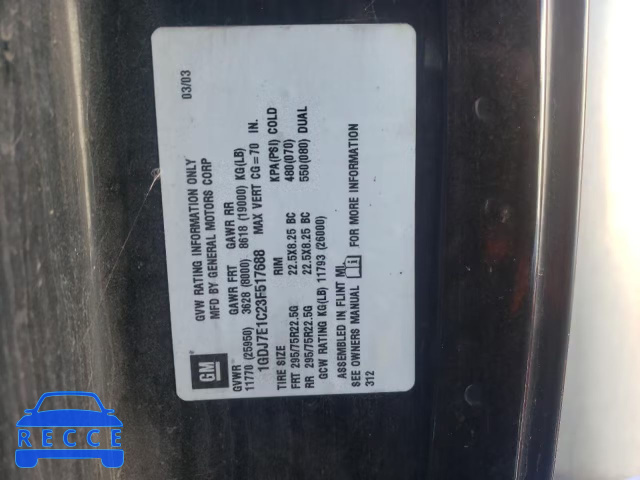 GVW RATING INFORMATION ONLY 03/03
MFD BY GENERAL MOTORS CORP
GM
GVWR GAWR FRT GAWR RR
11770 (25950) 3628 (8000) 8618 (19000) KG(LB)
1GDJ7E1C23F517688 MAX VERT CG=70 IN.
TIRE SIZE RIM KPA(PSI) COLD
FRT 295/75R22.5G 22.5X8.25 BC 480(070)
RR 295/75R22.5G 22.5X8.25 BC 550(080) DUAL
GCW RATING KG(LB) 11793 (26000)
ASSEMBLED IN FLINT MI.
SEE OWNERS MANUAL i FOR MORE INFORMATION
312
RECCE